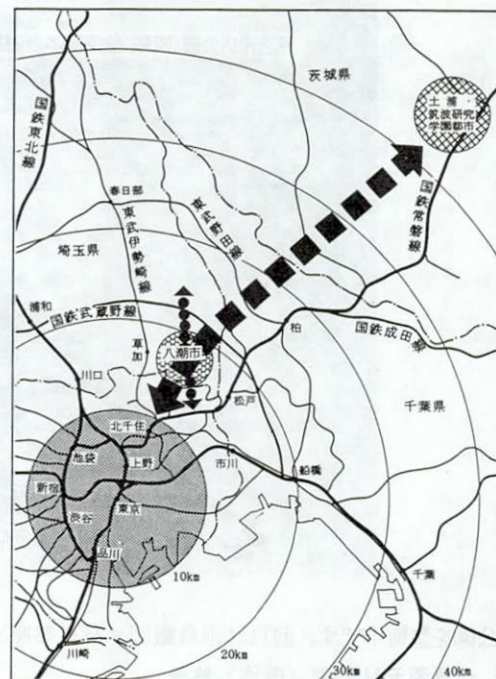 茨城県
土浦・
筑波研究
学園都市
国鉄東北線
春日部
東武伊勢崎線
東武野田線
国鉄常磐線
埼玉県
浦和
国鉄武蔵野線
草加
八潮市
柏
国鉄成田線
川口
松戸
千葉県
北千住
池袋
上野
市川
船橋
新宿
東京
渋谷
品川
千葉
10km
川崎
20km
30km
40km